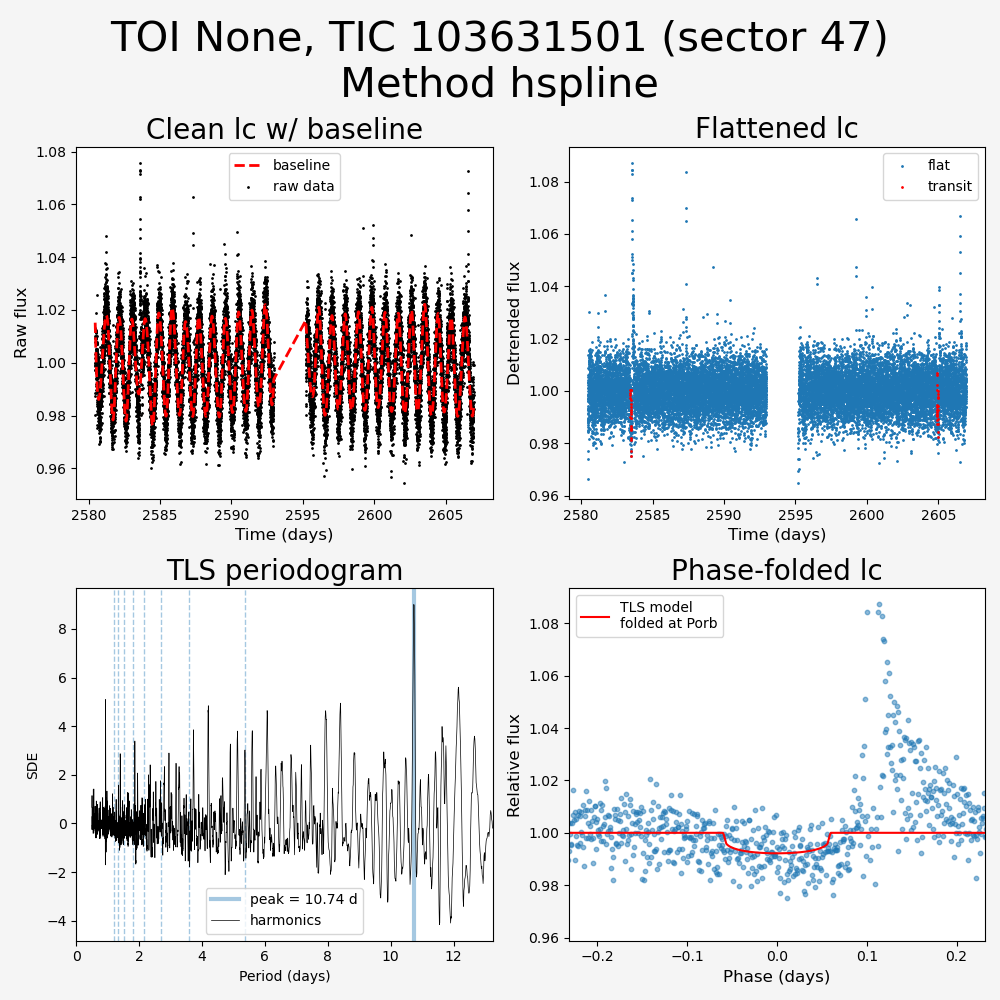 TOI None, TIC 103631501 (sector 47)
Method hspline
Clean lc w/ baseline
Raw flux
1.08
1.06
1.04
1.02
1.00
0.98
0.96
baseline
raw data
2580
2585
2590
2595
2600
2605
Time (days)
Flattened lc
Detrended flux
1.08
1.06
1.04
1.02
1.00
0.98
0.96
flat
transit
2580
2585
2590
2595
2600
2605
Time (days)
TLS periodogram
SDE
8
6
4
2
0
−2
−4
peak = 10.74 d
harmonics
0
2
4
6
8
10
12
Period (days)
Phase-folded lc
Relative flux
1.08
1.06
1.04
1.02
1.00
0.98
0.96
TLS model
folded at Porb
−0.2
−0.1
0.0
0.1
0.2
Phase (days)